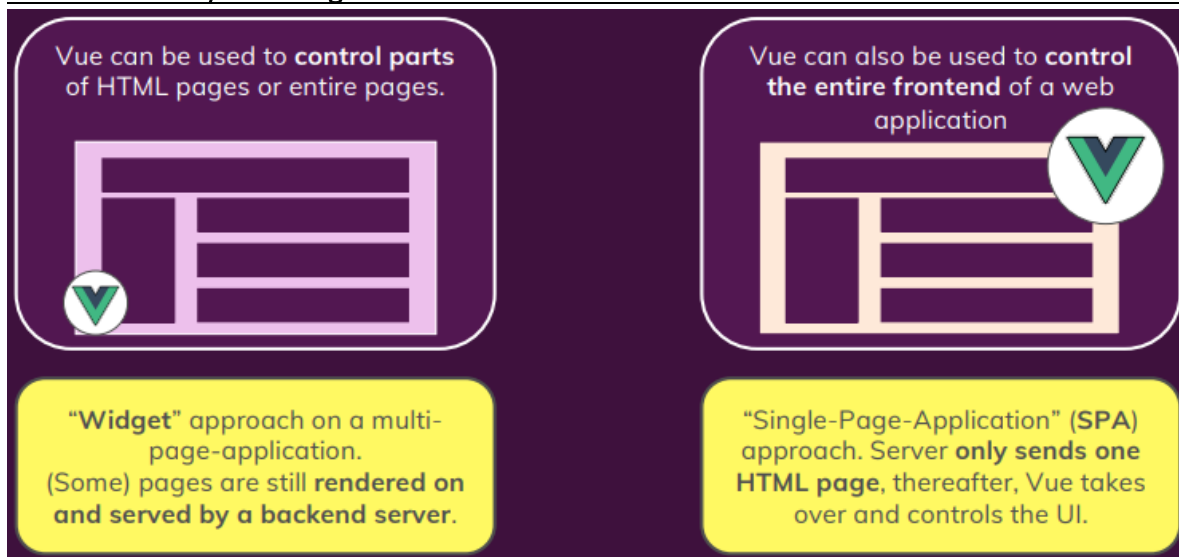 Vue can be used to control parts
of HTML pages or entire pages.
"Widget" approach on a multi-
page-application.
(Some) pages are still rendered on
and served by a backend server.
Vue can also be used to control
the entire frontend of a web
application
"Single-Page-Application" (SPA)
approach. Server only sends one
HTML page, thereafter, Vue takes
over and controls the UI.